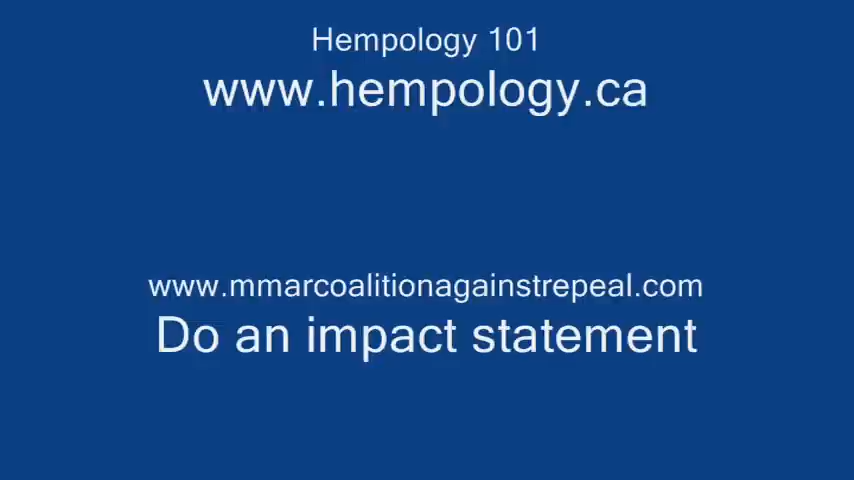 Hempology 101
www.hempology.ca
www.mmarcoalitionagainstrepeal.com
Do an impact statement